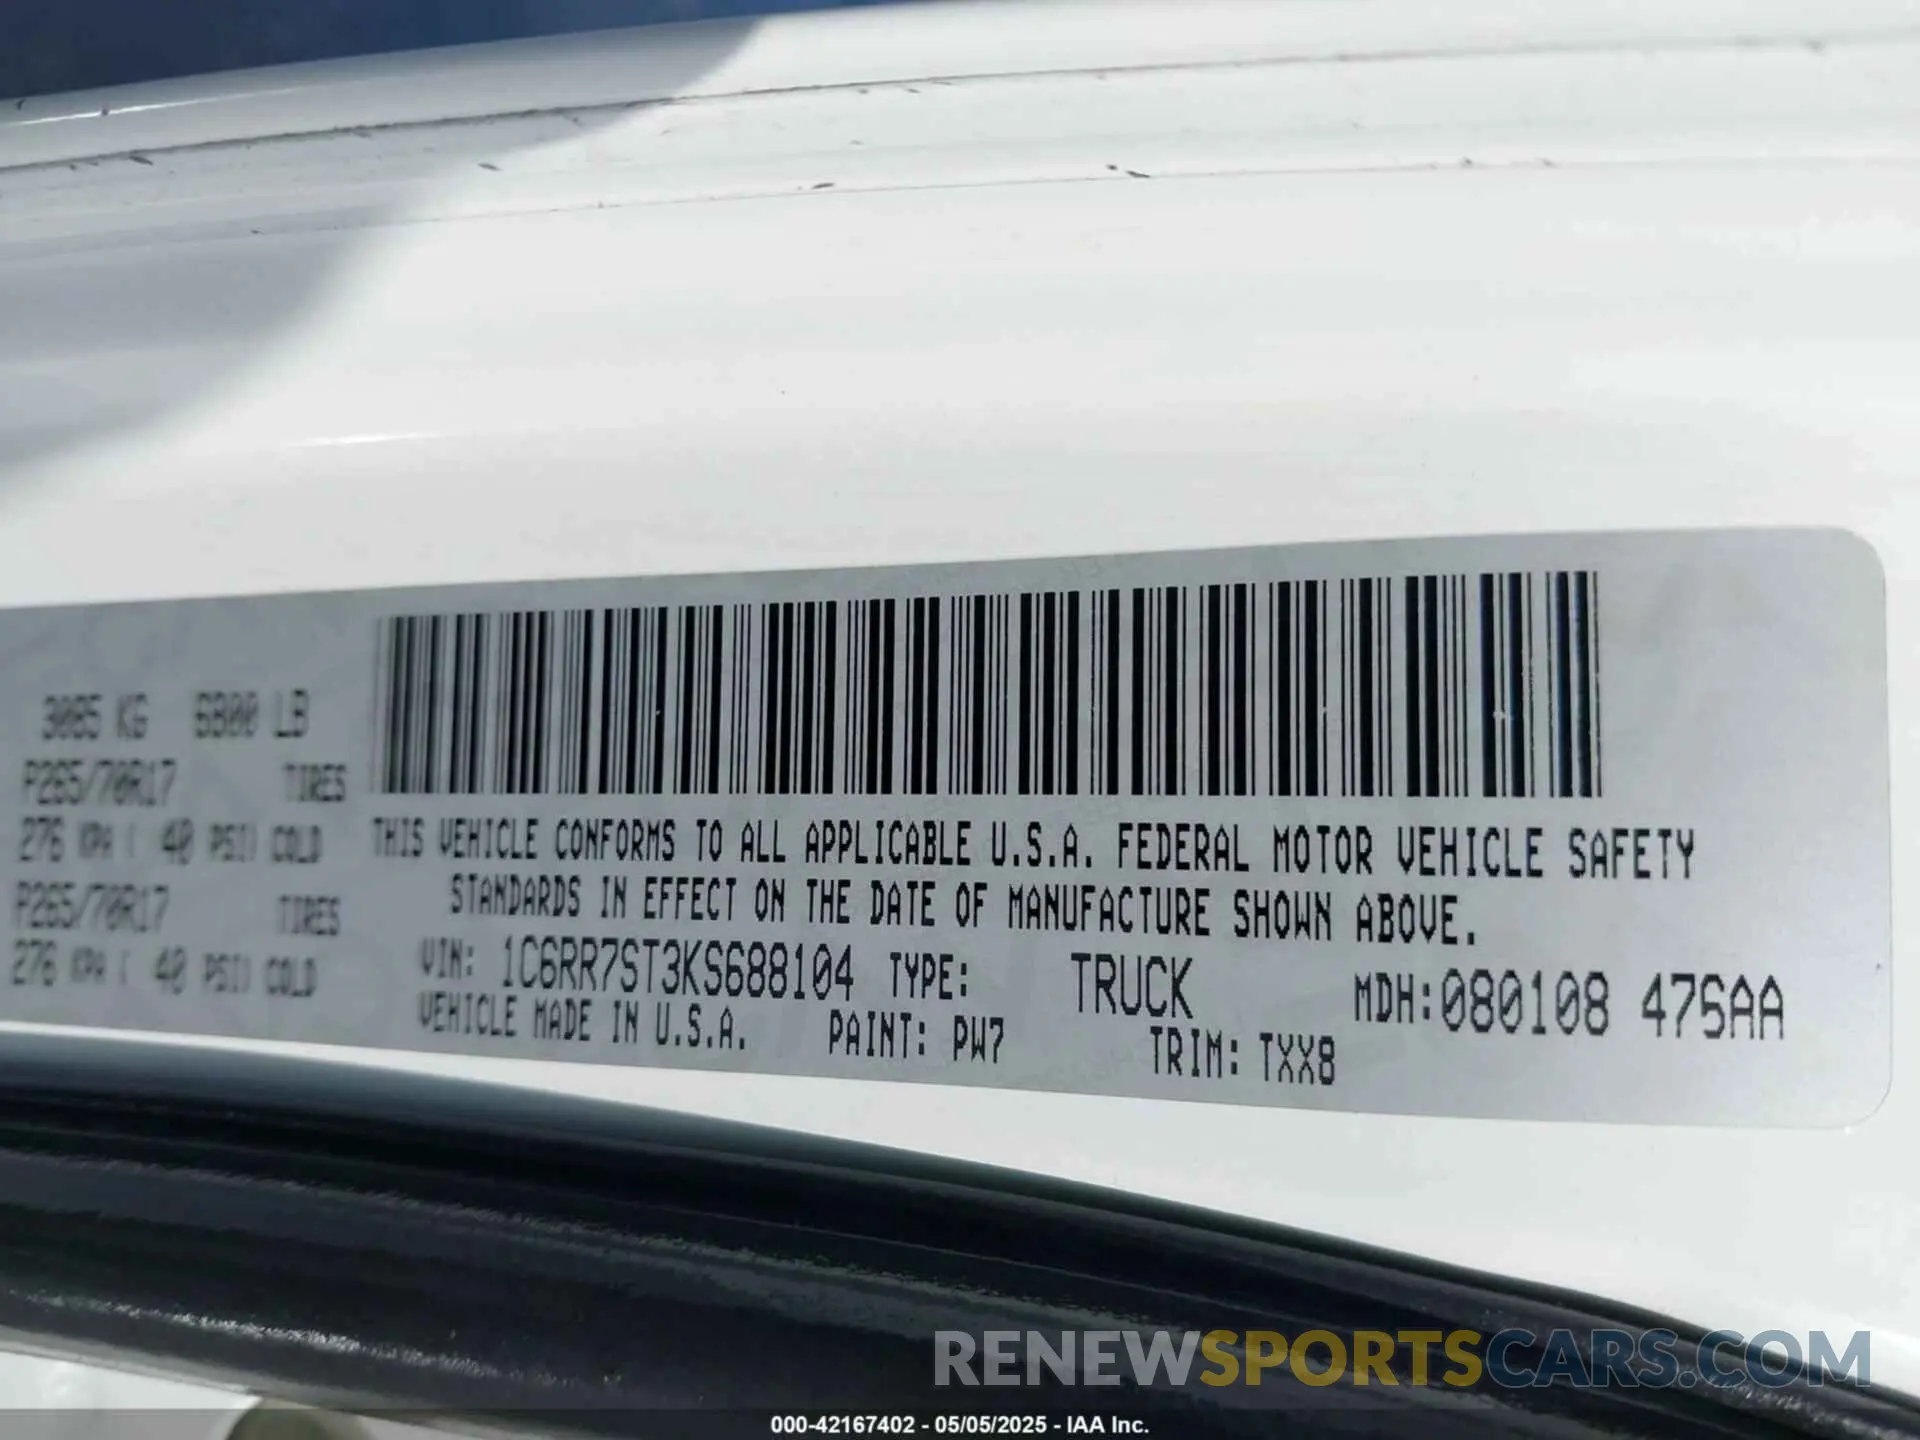 3085 KG 6800 LB
P265/70R17 TIRES
276 KPA ( 40 PSI) COLD
P265/70R17 TIRES
276 KPA ( 40 PSI) COLD
THIS VEHICLE CONFORMS TO ALL APPLICABLE U.S.A. FEDERAL MOTOR VEHICLE SAFETY
STANDARDS IN EFFECT ON THE DATE OF MANUFACTURE SHOWN ABOVE.
VIN: 1C6RR7ST3KS688104 TYPE: TRUCK MDH:080108 476AA
VEHICLE MADE IN U.S.A. PAINT: PW7 TRIM: TXX8
RENEWSPORTSCARS.COM
000-42167402 - 05/05/2025 - IAA Inc.